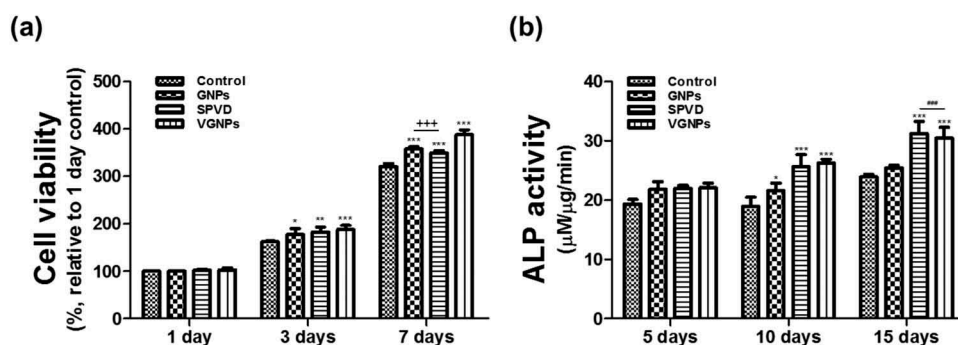 (a)
Cell viability
(%, relative to 1 day control)
500
400
300
200
100
0
Control
GNPs
SPVD
VGNPs
*
**
***
+++
***
***
***
1 day
3 days
7 days
(b)
ALP activity
(μM/μg/min)
40
30
20
10
0
Control
GNPs
SPVD
VGNPs
*
***
***
###
***
***
5 days
10 days
15 days